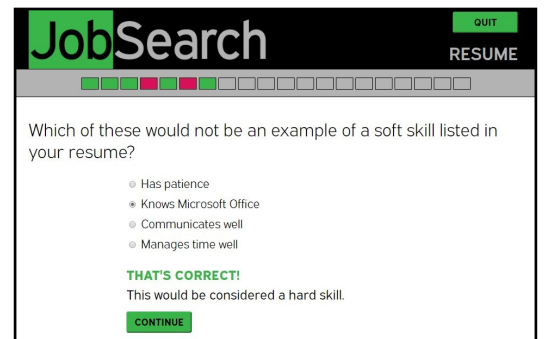 JobSearch
QUIT
RESUME
Which of these would not be an example of a soft skill listed in
your resume?
Has patience
Knows Microsoft Office
Communicates well
Manages time well
THAT'S CORRECT!
This would be considered a hard skill.
CONTINUE